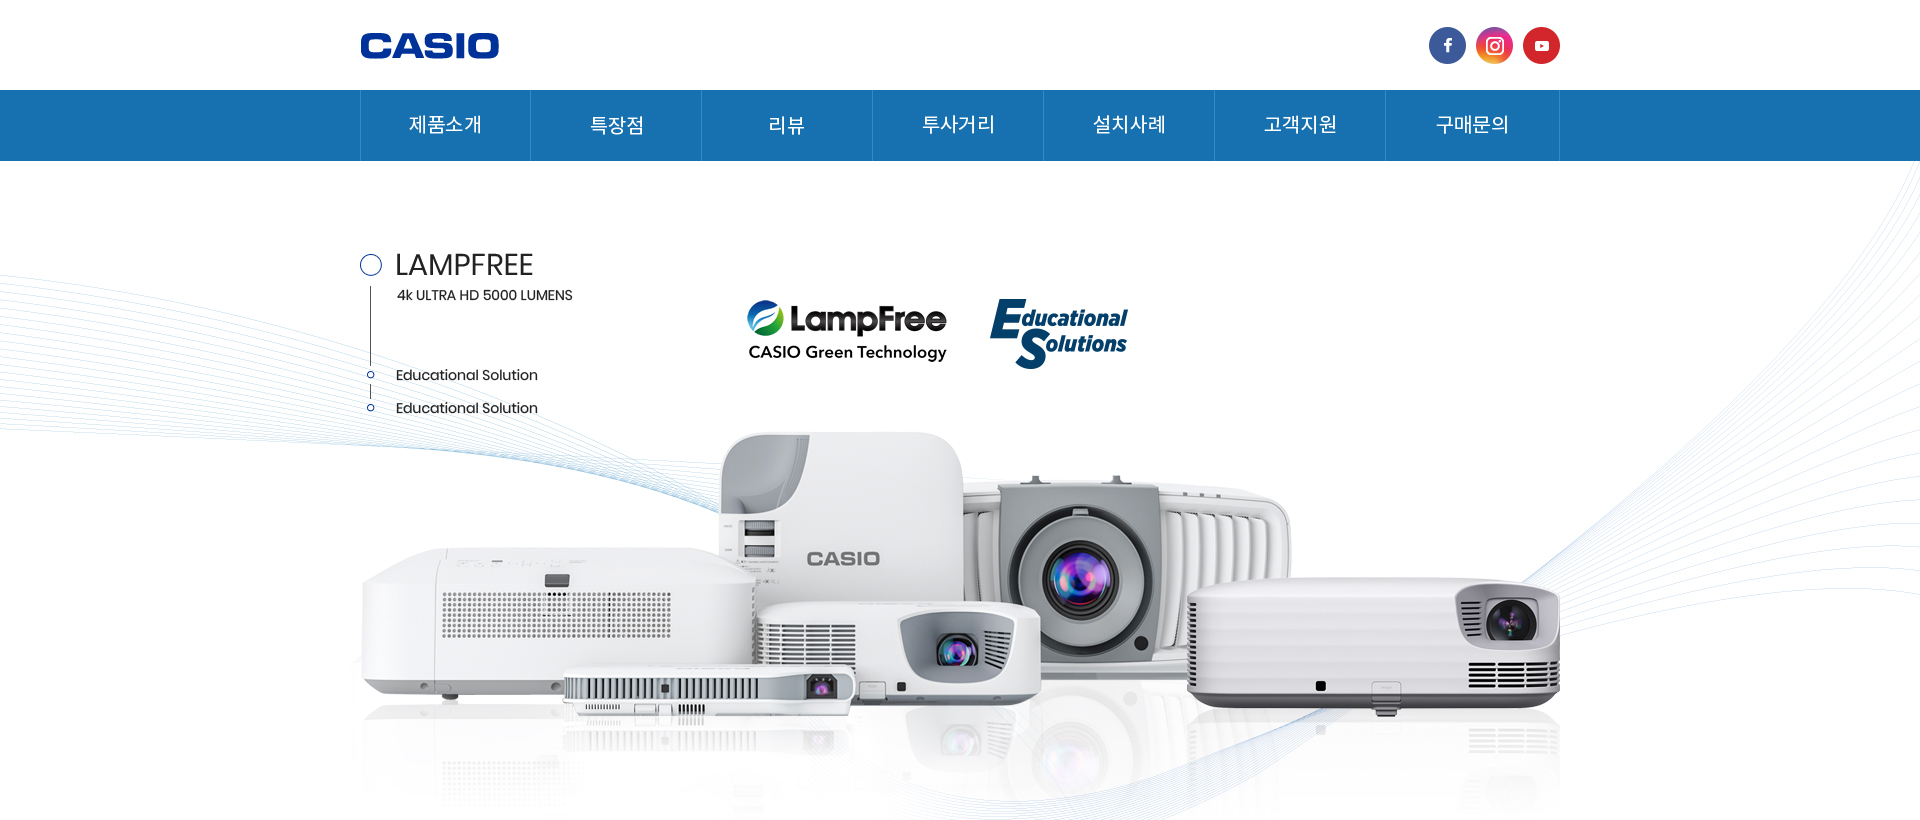 CASIO
제품소개
특장점
리뷰
투사거리
설치사례
고객지원
구매문의
LAMPFREE
4k ULTRA HD 5000 LUMENS
Educational Solution
Educational Solution
LampFree
CASIO Green Technology
Educational
Solutions
CASIO